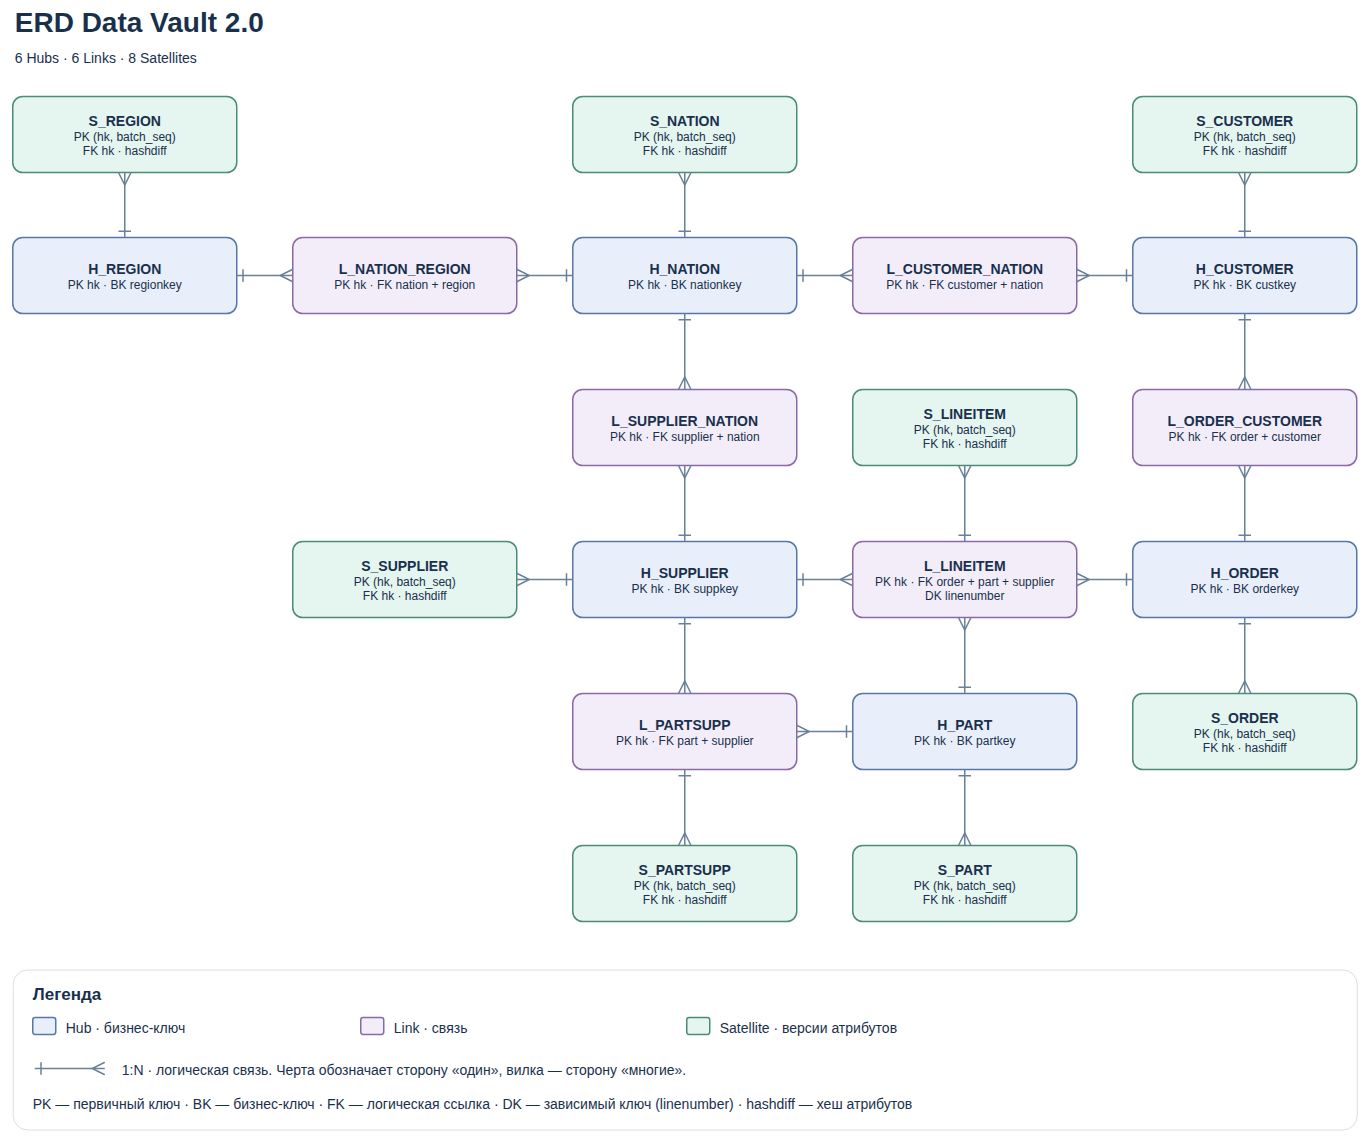 ERD Data Vault 2.0
6 Hubs · 6 Links · 8 Satellites
S_REGION
PK (hk, batch_seq)
FK hk · hashdiff
S_NATION
PK (hk, batch_seq)
FK hk · hashdiff
S_CUSTOMER
PK (hk, batch_seq)
FK hk · hashdiff
H_REGION
PK hk · BK regionkey
L_NATION_REGION
PK hk · FK nation + region
H_NATION
PK hk · BK nationkey
L_CUSTOMER_NATION
PK hk · FK customer + nation
H_CUSTOMER
PK hk · BK custkey
L_SUPPLIER_NATION
PK hk · FK supplier + nation
S_LINEITEM
PK (hk, batch_seq)
FK hk · hashdiff
L_ORDER_CUSTOMER
PK hk · FK order + customer
S_SUPPLIER
PK (hk, batch_seq)
FK hk · hashdiff
H_SUPPLIER
PK hk · BK suppkey
L_LINEITEM
PK hk · FK order + part + supplier
DK linenumber
H_ORDER
PK hk · BK orderkey
L_PARTSUPP
PK hk · FK part + supplier
H_PART
PK hk · BK partkey
S_ORDER
PK (hk, batch_seq)
FK hk · hashdiff
S_PARTSUPP
PK (hk, batch_seq)
FK hk · hashdiff
S_PART
PK (hk, batch_seq)
FK hk · hashdiff
Легенда
Hub · бизнес-ключ
Link · связь
Satellite · версии атрибутов
1:N · логическая связь. Черта обозначает сторону «один», вилка — сторону «многие».
PK — первичный ключ · BK — бизнес-ключ · FK — логическая ссылка · DK — зависимый ключ (linenumber) · hashdiff — хеш атрибутов